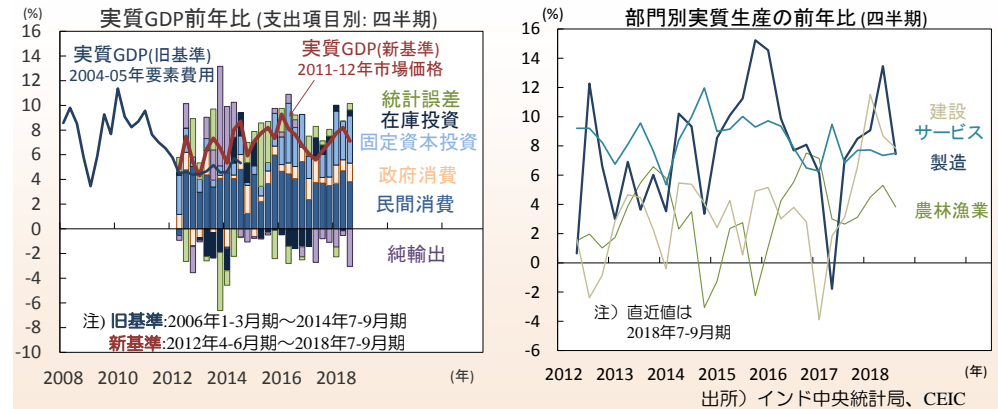 実質GDP前年比 (支出項目別: 四半期)
(%)
16
14
12
10
8
6
4
2
0
-2
-4
-6
-8
-10
実質GDP(旧基準)
2004-05年要素費用
実質GDP(新基準)
2011-12年市場価格
統計誤差
在庫投資
固定資本投資
政府消費
民間消費
純輸出
注) 旧基準:2006年1-3月期～2014年7-9月期
新基準:2012年4-6月期～2018年7-9月期
2008 2010 2012 2014 2016 2018 (年)
部門別実質生産の前年比 (四半期)
(%)
16
14
12
10
8
6
4
2
0
-2
-4
-6
建設
サービス
製造
農林漁業
注）直近値は
2018年7-9月期
2012 2013 2014 2015 2016 2017 2018 (年)
出所）インド中央統計局、CEIC